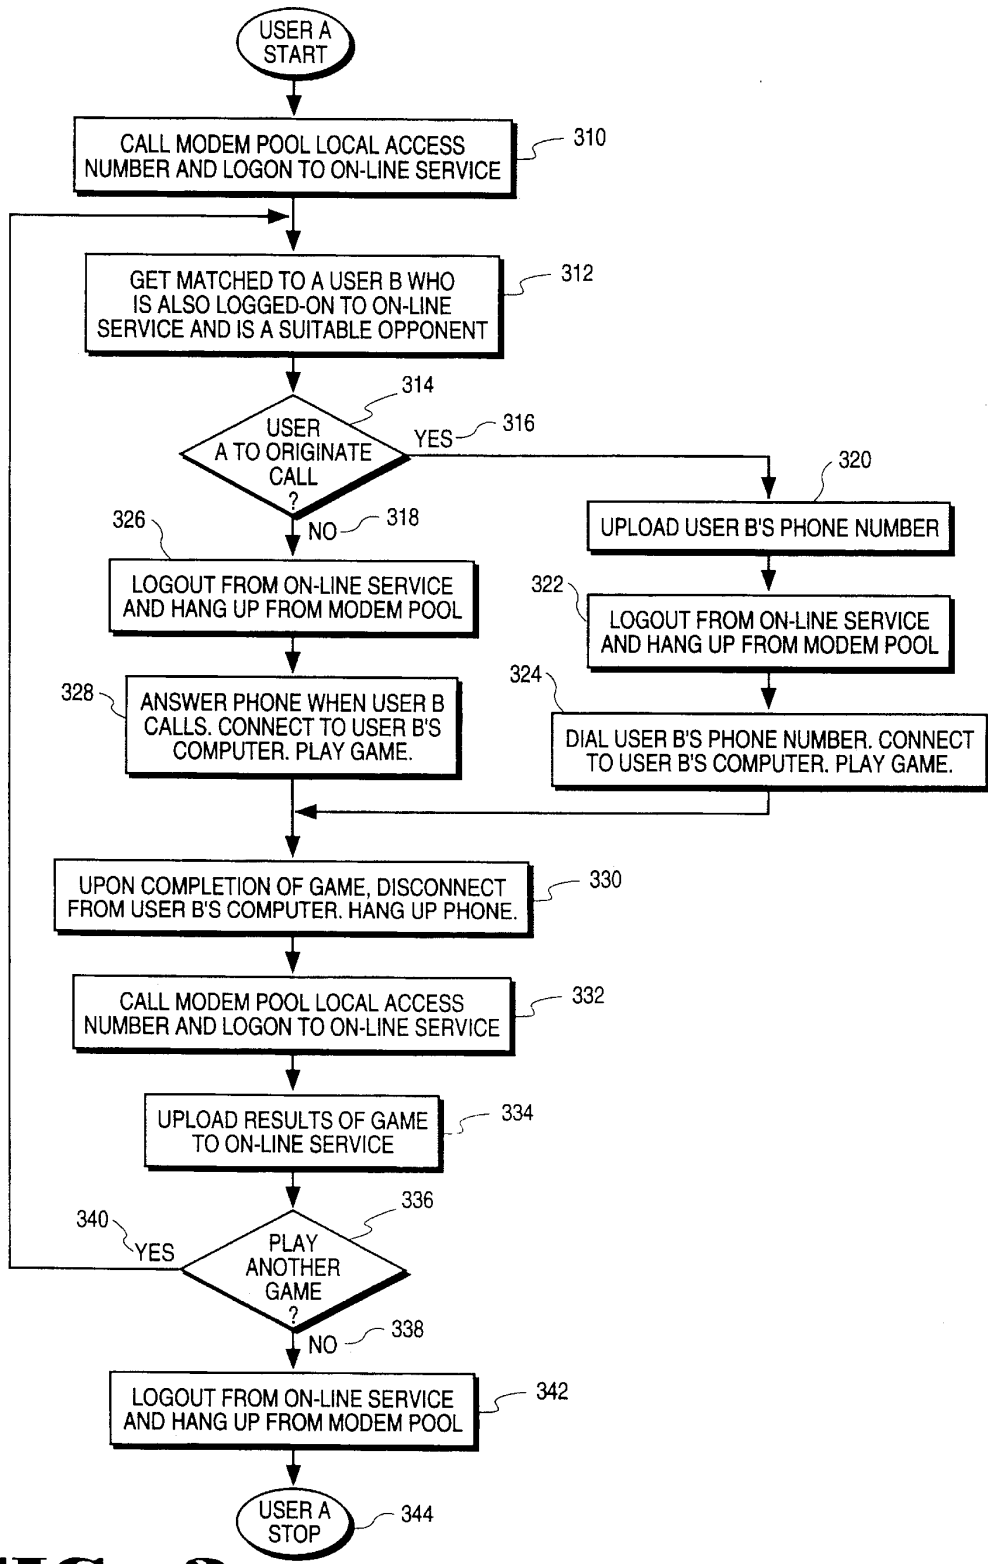 USER A
START
CALL MODEM POOL LOCAL ACCESS
NUMBER AND LOGON TO ON-LINE SERVICE
310
GET MATCHED TO A USER B WHO
IS ALSO LOGGED-ON TO ON-LINE
SERVICE AND IS A SUITABLE OPPONENT
312
314
USER
A TO ORIGINATE
CALL
?
YES
316
NO
318
320
UPLOAD USER B'S PHONE NUMBER
326
LOGOUT FROM ON-LINE SERVICE
AND HANG UP FROM MODEM POOL
322
LOGOUT FROM ON-LINE SERVICE
AND HANG UP FROM MODEM POOL
328
ANSWER PHONE WHEN USER B
CALLS. CONNECT TO USER B'S
COMPUTER. PLAY GAME.
324
DIAL USER B'S PHONE NUMBER. CONNECT
TO USER B'S COMPUTER. PLAY GAME.
UPON COMPLETION OF GAME, DISCONNECT
FROM USER B'S COMPUTER. HANG UP PHONE.
330
CALL MODEM POOL LOCAL ACCESS
NUMBER AND LOGON TO ON-LINE SERVICE
332
UPLOAD RESULTS OF GAME
TO ON-LINE SERVICE
334
336
340
YES
PLAY
ANOTHER
GAME
?
NO
338
LOGOUT FROM ON-LINE SERVICE
AND HANG UP FROM MODEM POOL
342
USER A
STOP
344